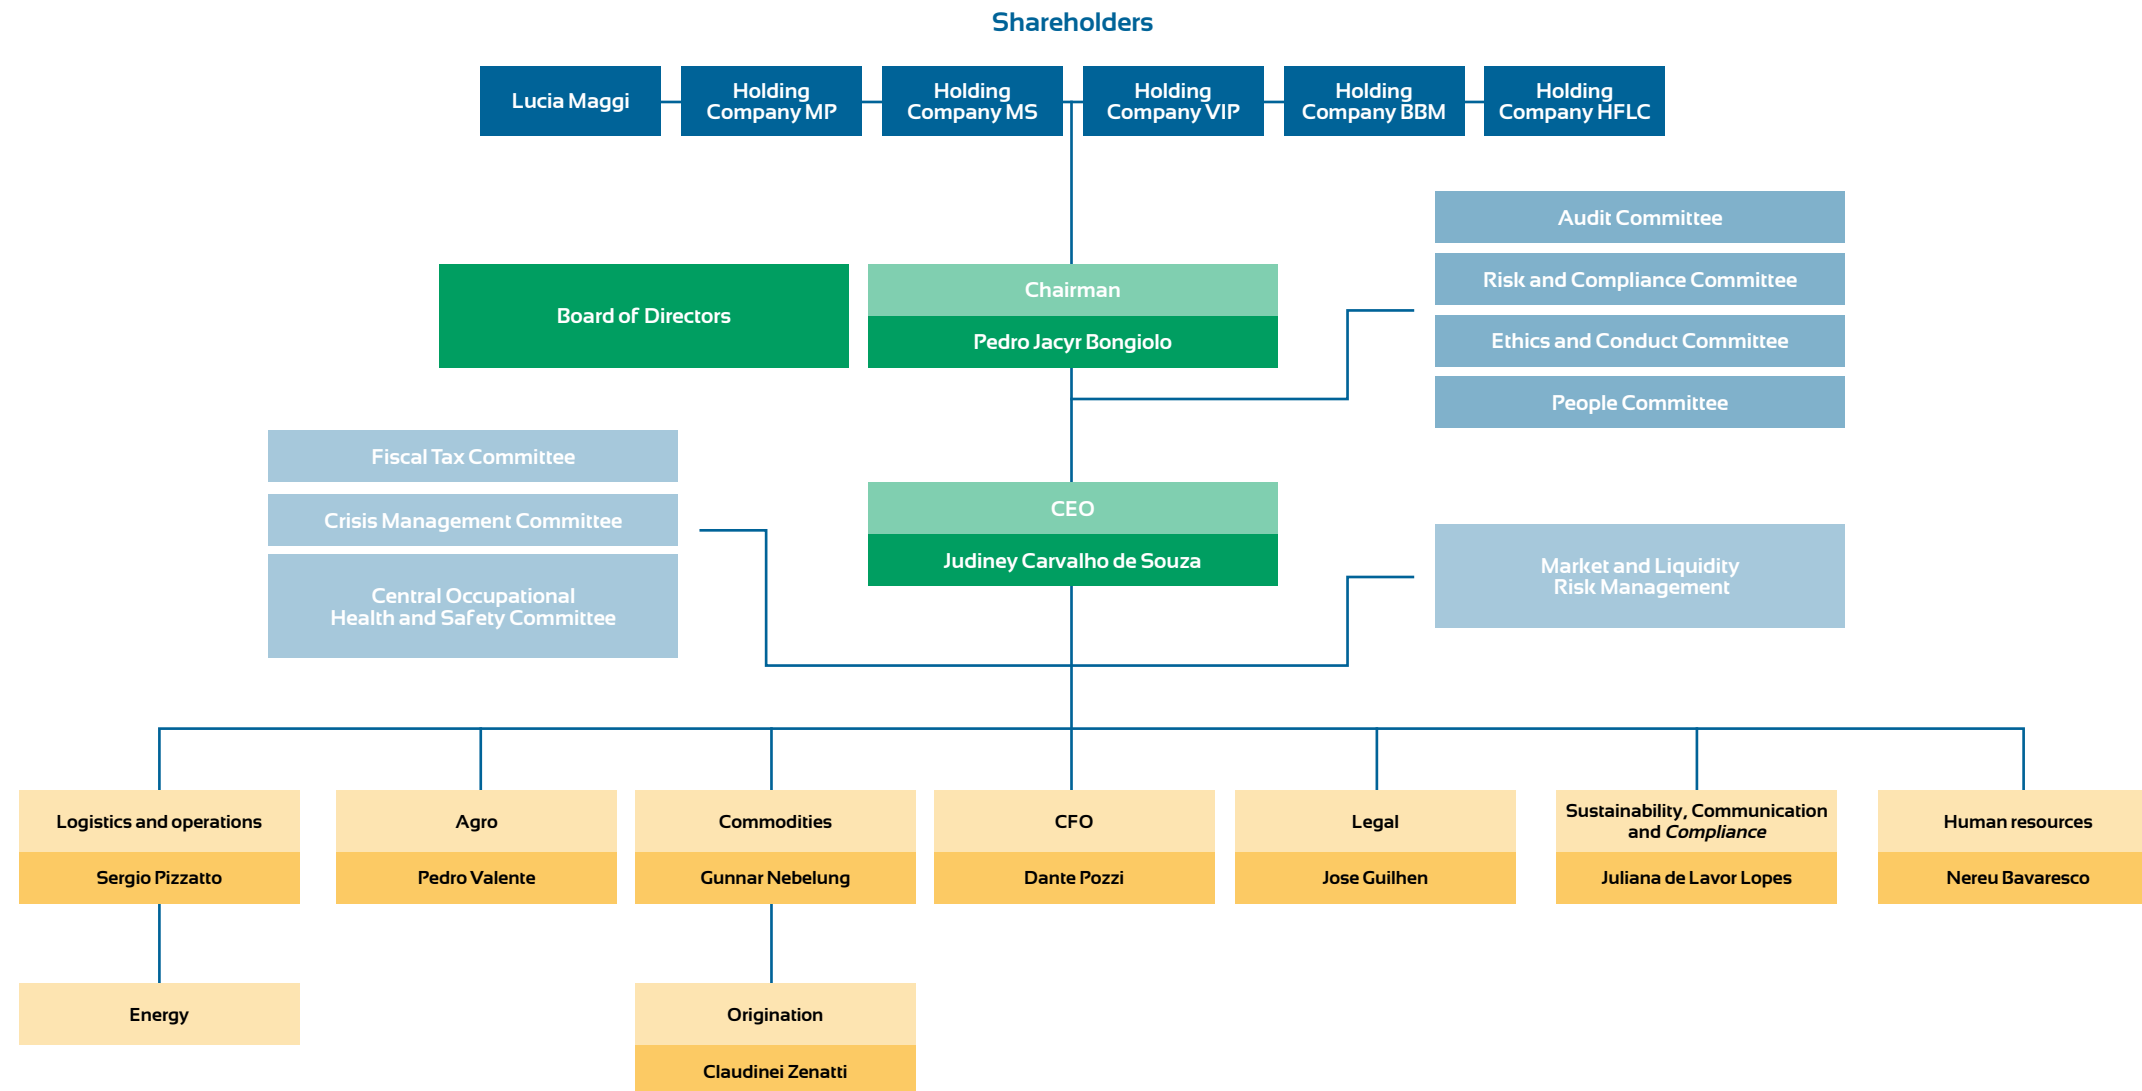 Shareholders
Lucia Maggi
Holding
Company MP
Holding
Company MS
Holding
Company VIP
Holding
Company BBM
Holding
Company HFLC
Audit Committee
Risk and Compliance Committee
Ethics and Conduct Committee
People Committee
Board of Directors
Chairman
Pedro Jacyr Bongiolo
Fiscal Tax Committee
Crisis Management Committee
Central Occupational
Health and Safety Committee
CEO
Judiney Carvalho de Souza
Market and Liquidity
Risk Management
Logistics and operations
Sergio Pizzatto
Agro
Pedro Valente
Commodities
Gunnar Nebelung
CFO
Dante Pozzi
Legal
Jose Guilhen
Sustainability, Communication
and Compliance
Juliana de Lavor Lopes
Human resources
Nereu Bavaresco
Energy
Origination
Claudinei Zenatti